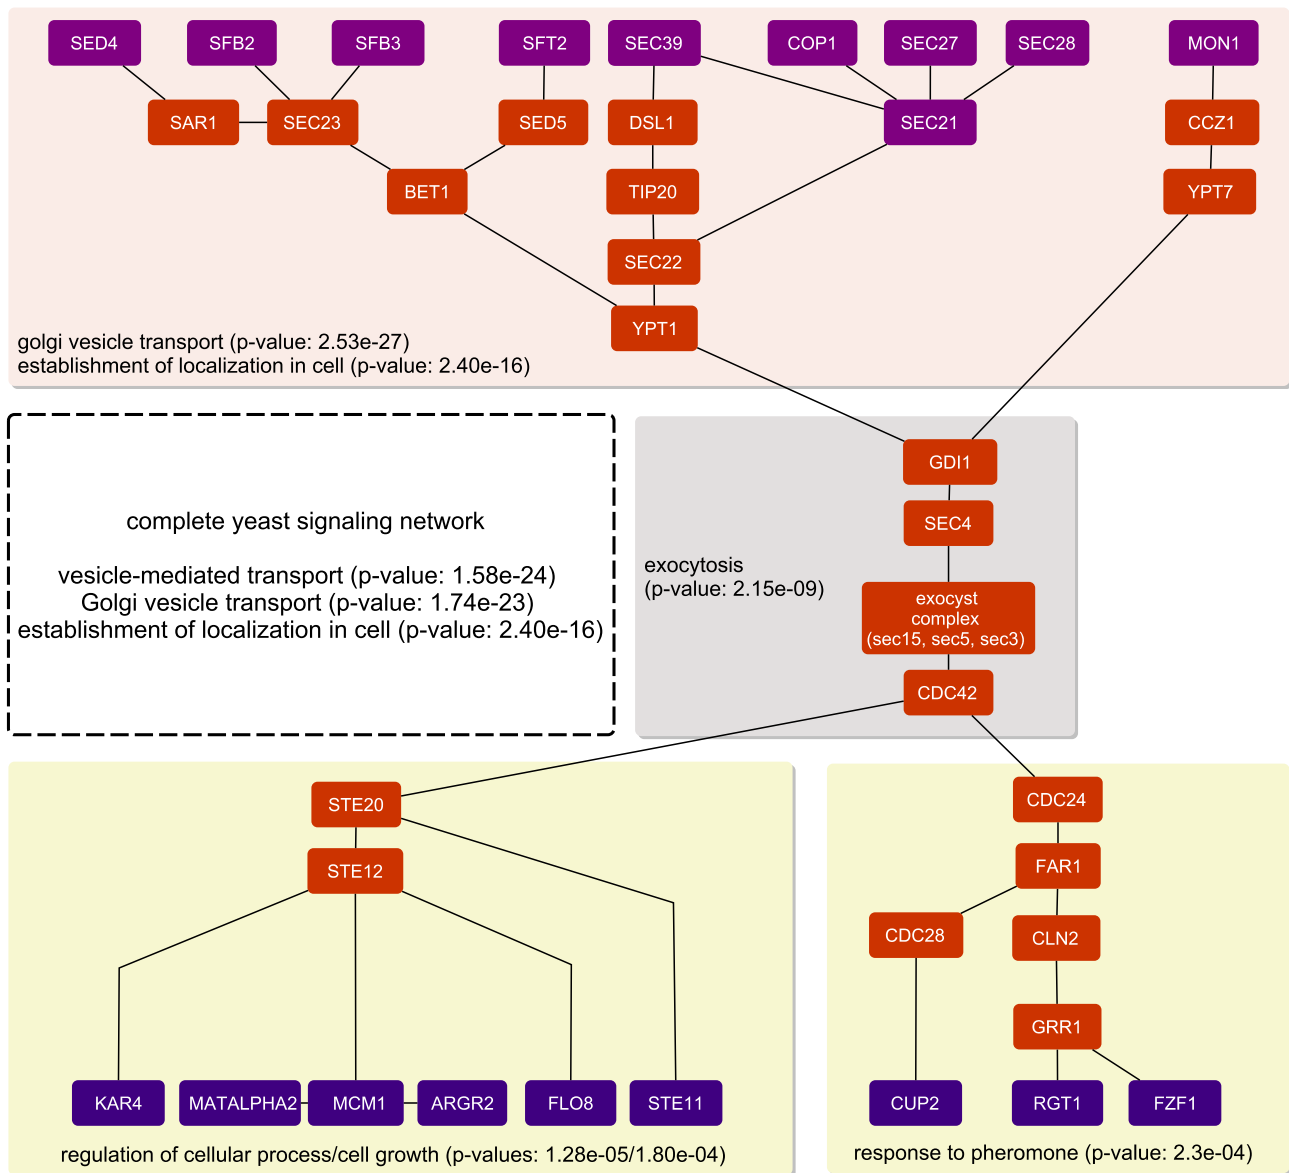 SED4
SFB2
SFB3
SFT2
SEC39
COP1
SEC27
SEC28
MON1
SAR1
SEC23
SED5
DSL1
SEC21
CCZ1
BET1
TIP20
YPT7
SEC22
YPT1
golgi vesicle transport (p-value: 2.53e-27)
establishment of localization in cell (p-value: 2.40e-16)
complete yeast signaling network
vesicle-mediated transport (p-value: 1.58e-24)
Golgi vesicle transport (p-value: 1.74e-23)
establishment of localization in cell (p-value: 2.40e-16)
GDI1
SEC4
exocytosis
(p-value: 2.15e-09)
exocyst
complex
(sec15, sec5, sec3)
CDC42
STE20
STE12
KAR4
MATALPHA2
MCM1
ARGR2
FLO8
STE11
regulation of cellular process/cell growth (p-values: 1.28e-05/1.80e-04)
CDC24
FAR1
CDC28
CLN2
GRR1
CUP2
RGT1
FZF1
response to pheromone (p-value: 2.3e-04)